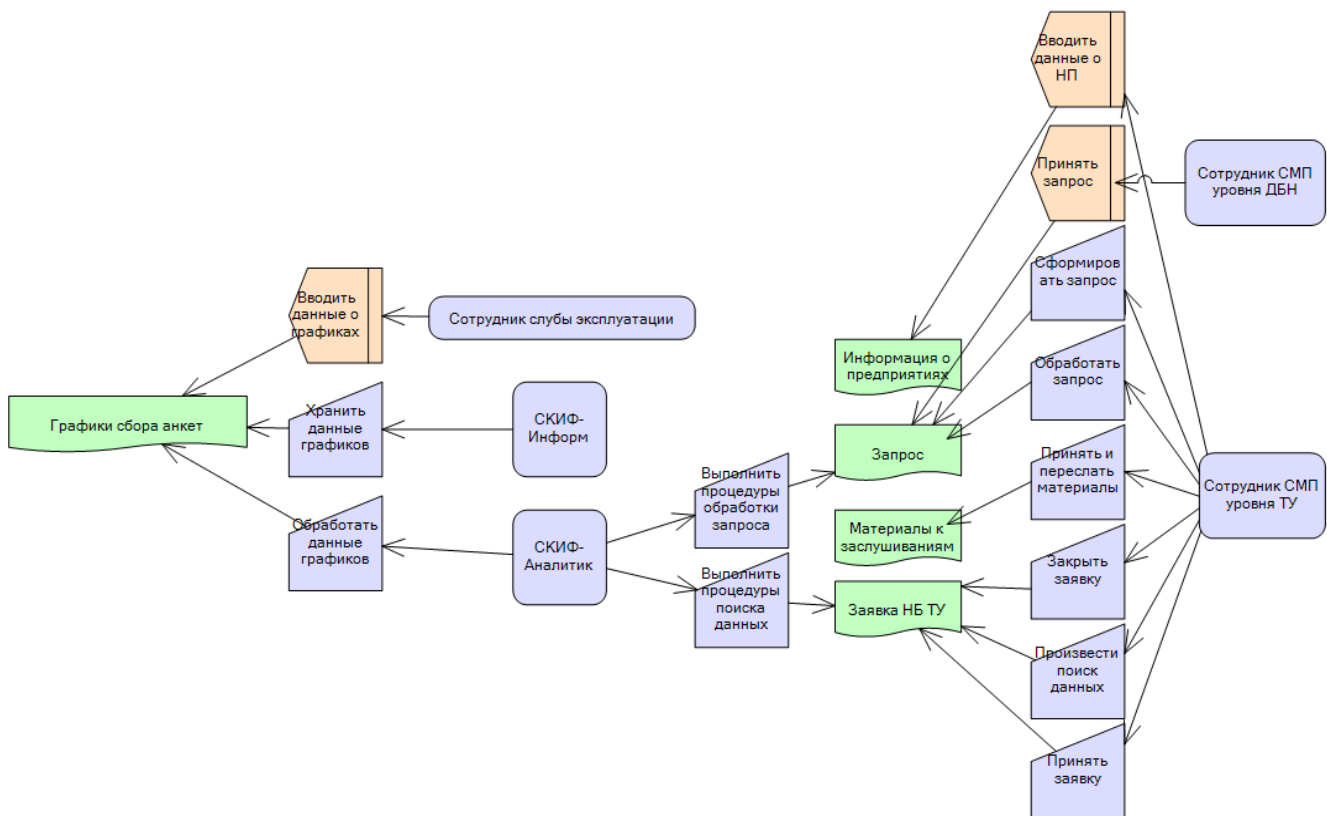 Вводить
данные о
НП
Принять
запрос
Сотрудник СМП
уровня ДБН
Сформиров
ать запрос
Вводить
данные о
графиках
Сотрудник слубы эксплуатации
Информация о
предприятиях
Обработать
запрос
Графики сбора анкет
Хранить
данные
графиков
СКИФ-
Информ
Запрос
Выполнить
процедуры
обработки
запроса
Принять и
переслать
материалы
Сотрудник СМП
уровня ТУ
Обработать
данные
графиков
СКИФ-
Аналитик
Материалы к
заслушиваниям
Выполнить
процедуры
поиска
данных
Закрыть
заявку
Заявка НБ ТУ
Произвести
поиск
данных
Принять
заявку